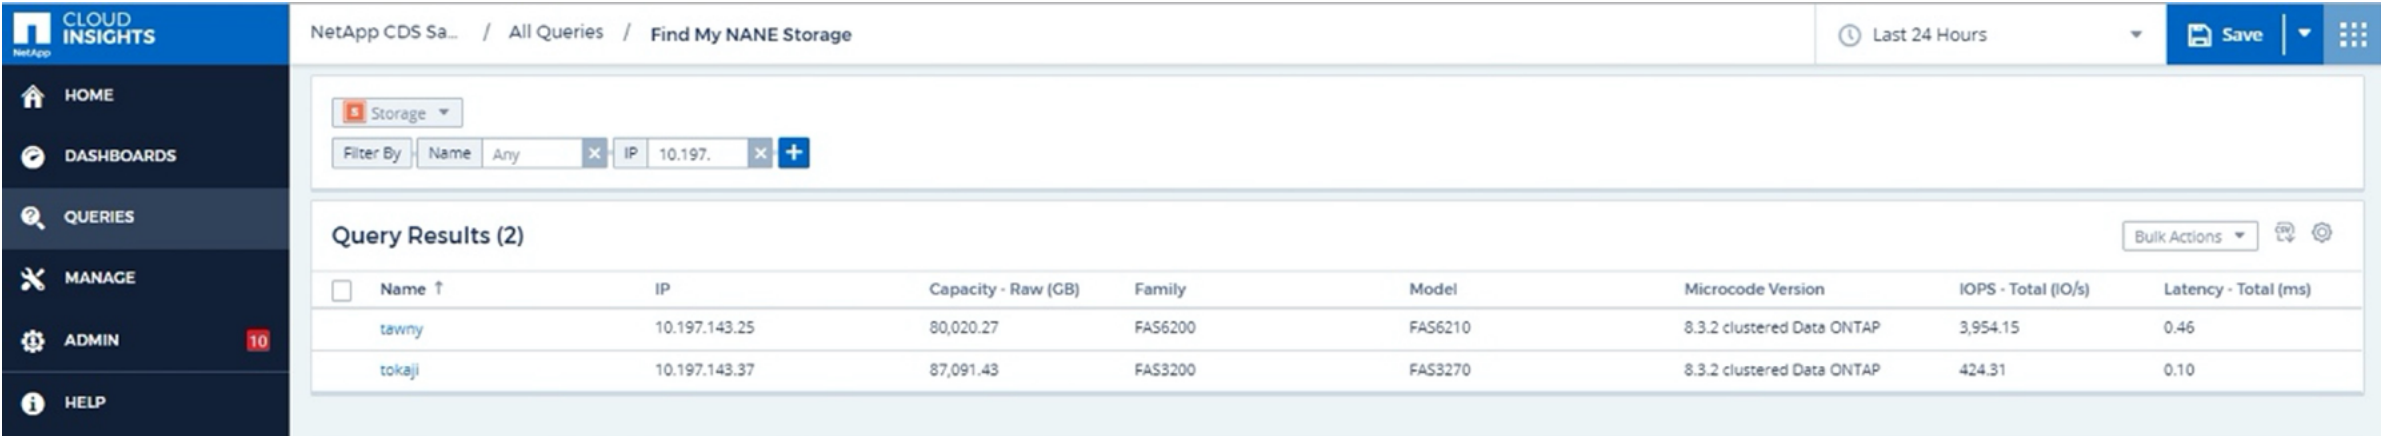 NetApp
CLOUD
INSIGHTS
NetApp CDS Sa... / All Queries / Find My NANE Storage
Last 24 Hours
Save
HOME
DASHBOARDS
QUERIES
MANAGE
ADMIN 10
HELP
S Storage
Filter By Name Any X IP 10.197. X +
Query Results (2)
Bulk Actions
Name ↑ IP Capacity - Raw (GB) Family Model Microcode Version IOPS - Total (IO/s) Latency - Total (ms)
tawny 10.197.143.25 80,020.27 FAS6200 FAS6210 8.3.2 clustered Data ONTAP 3,954.15 0.46
tokaji 10.197.143.37 87,091.43 FAS3200 FAS3270 8.3.2 clustered Data ONTAP 424.31 0.10